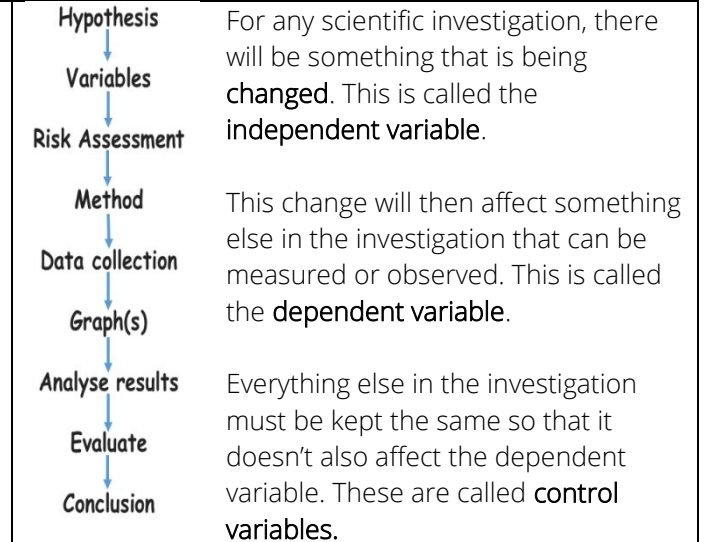 Hypothesis
Variables
Risk Assessment
Method
Data collection
Graph(s)
Analyse results
Evaluate
Conclusion
For any scientific investigation, there
will be something that is being
changed. This is called the
independent variable.
This change will then affect something
else in the investigation that can be
measured or observed. This is called
the dependent variable.
Everything else in the investigation
must be kept the same so that it
doesn’t also affect the dependent
variable. These are called control
variables.